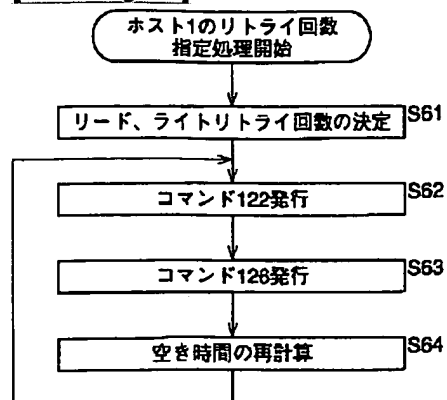 ホスト1のリトライ回数
指定処理開始
リード、ライトリトライ回数の決定
S61
コマンド122発行
S62
コマンド126発行
S63
空き時間の再計算
S64